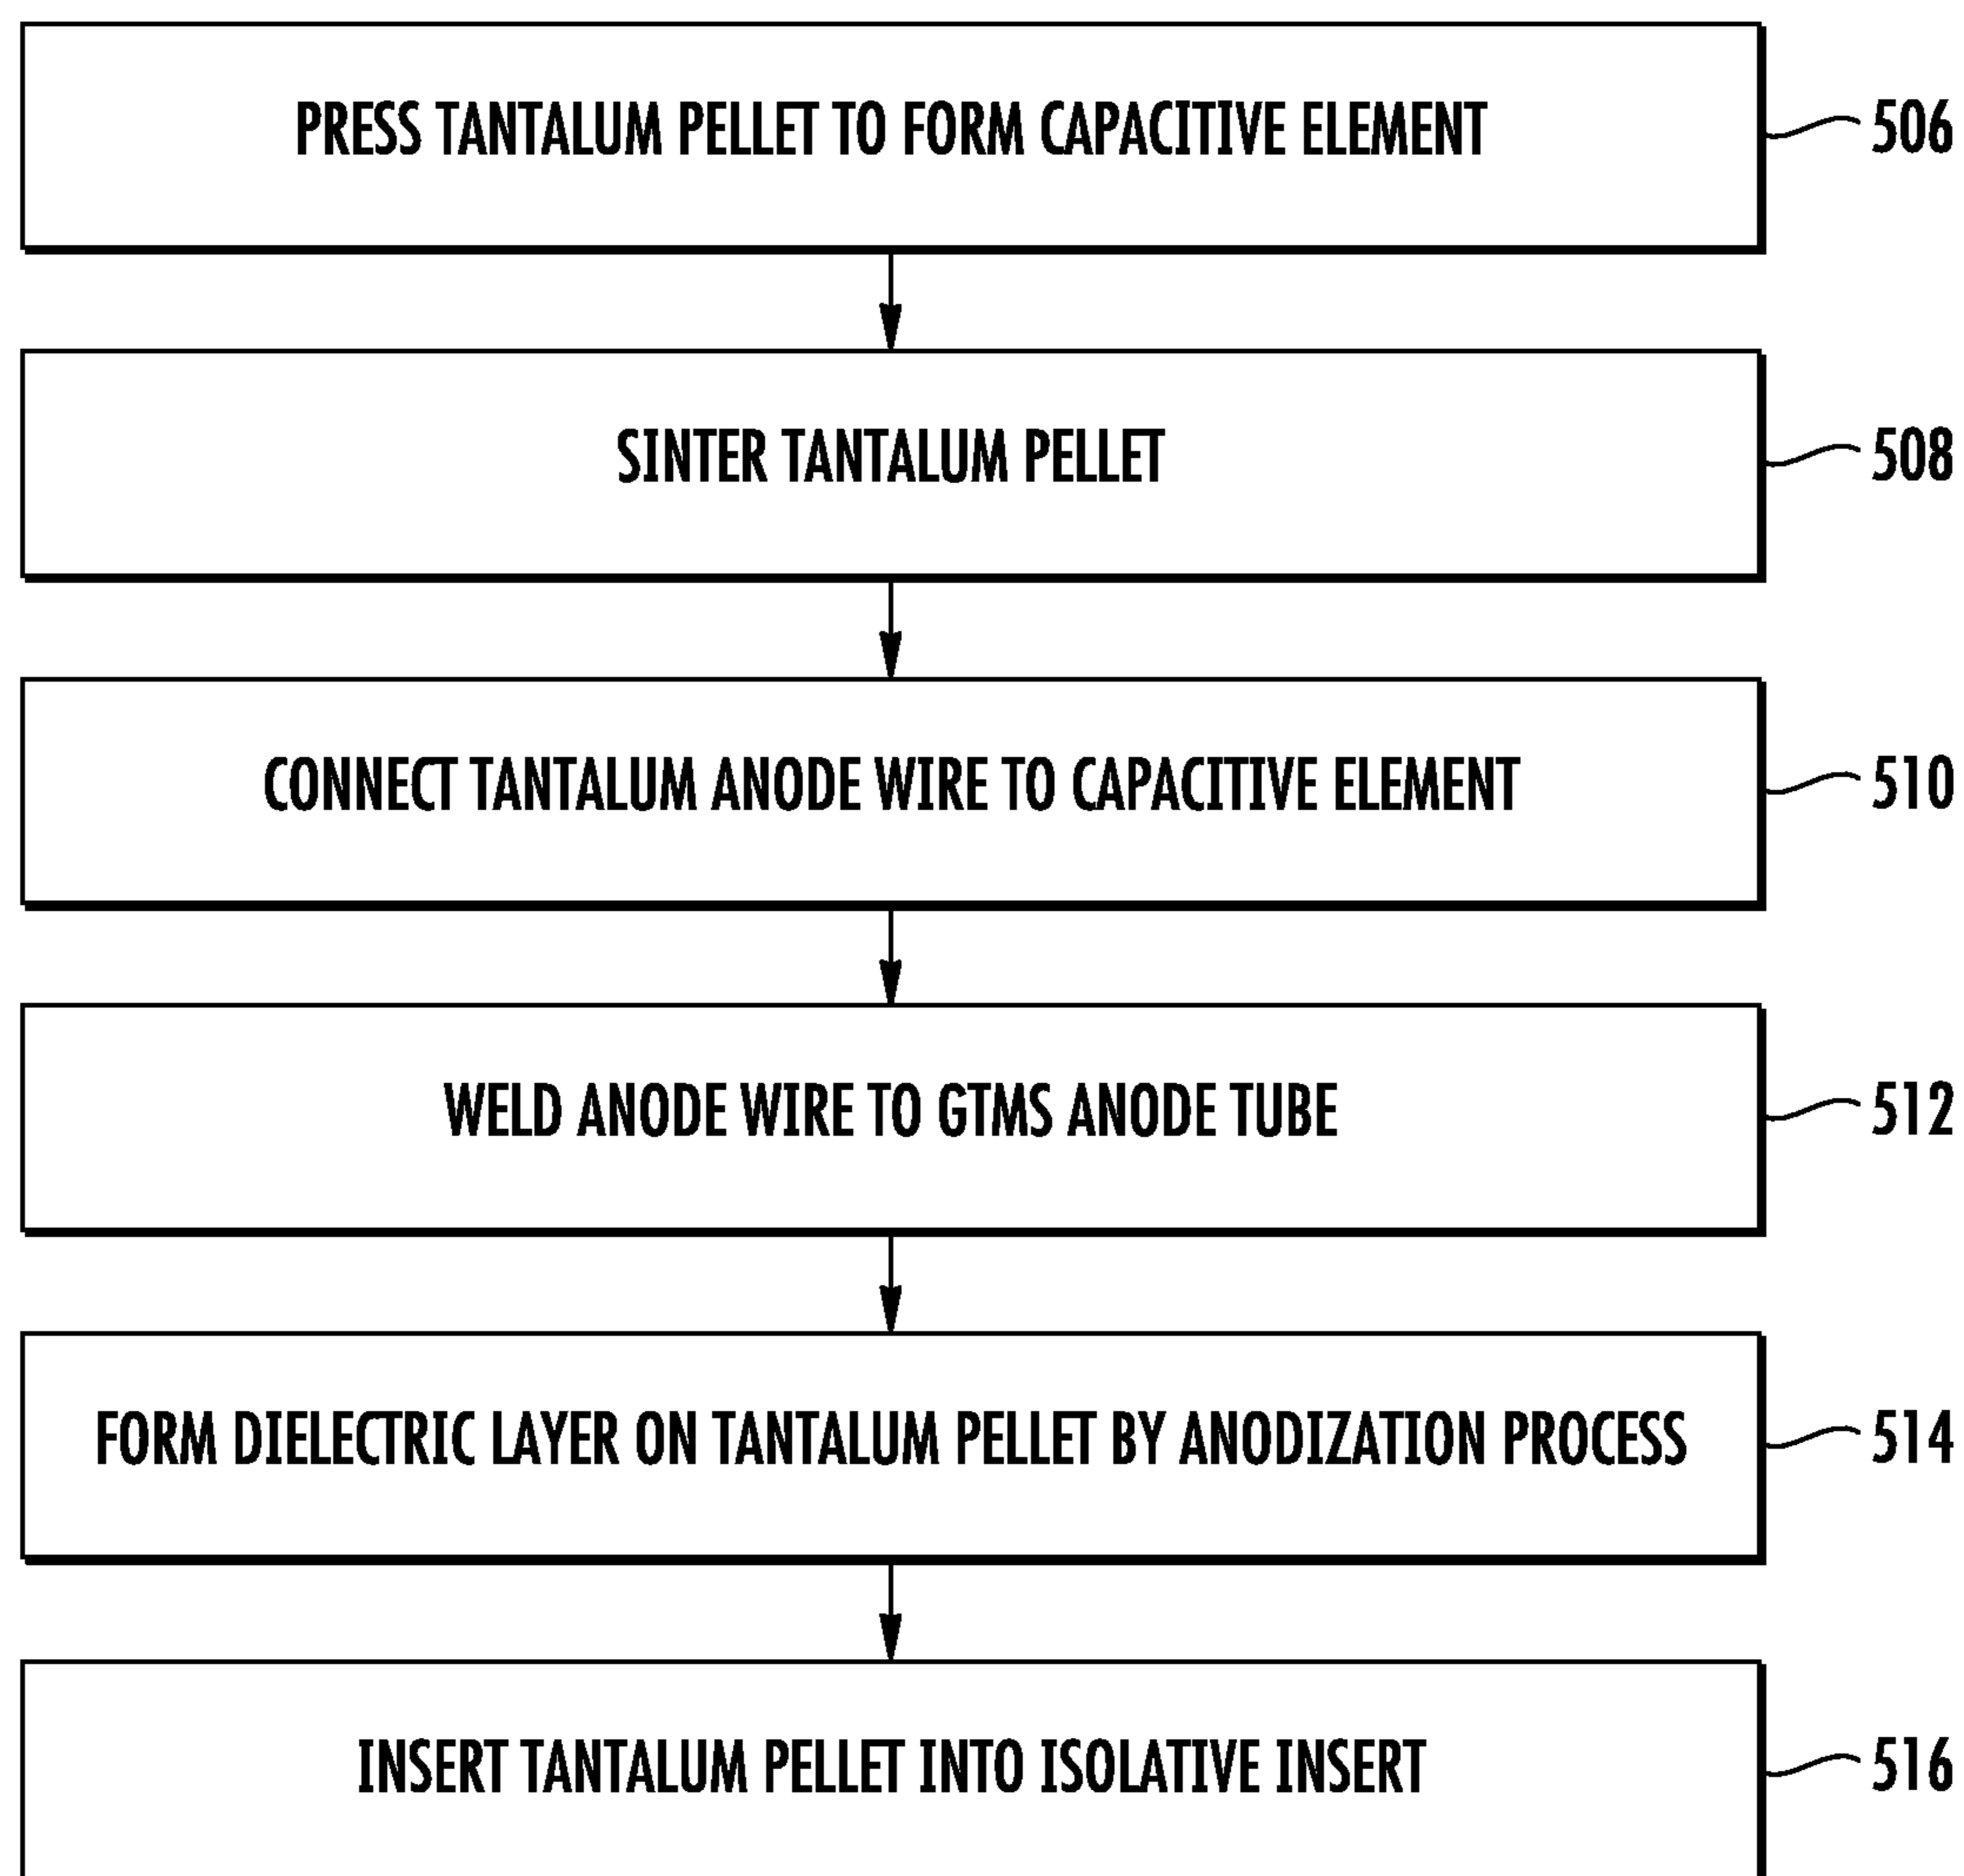 PRESS TANTALUM PELLET TO FORM CAPACITIVE ELEMENT
506
SINTER TANTALUM PELLET
508
CONNECT TANTALUM ANODE WIRE TO CAPACITIVE ELEMENT
510
WELD ANODE WIRE TO GTMS ANODE TUBE
512
FORM DIELECTRIC LAYER ON TANTALUM PELLET BY ANODIZATION PROCESS
514
INSERT TANTALUM PELLET INTO ISOLATIVE INSERT
516